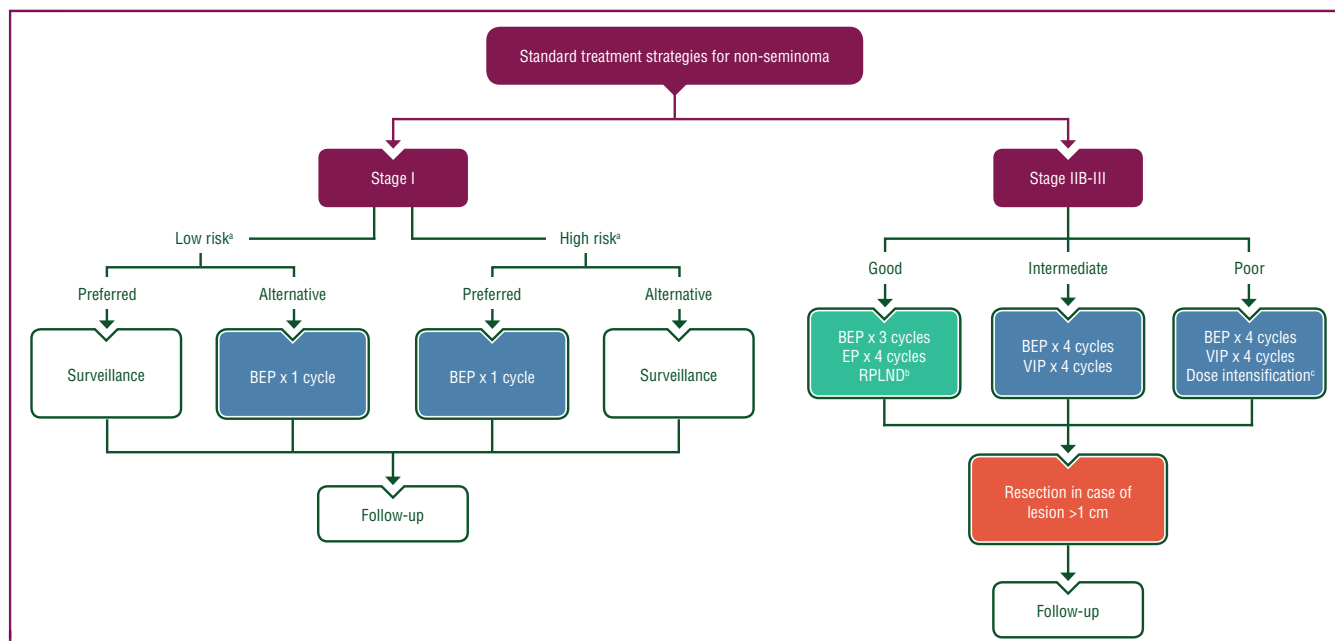 Standard treatment strategies for non-seminoma
Stage I
Stage IIB-III
Low riskᵃ
High riskᵃ
Good
Intermediate
Poor
Preferred
Alternative
Preferred
Alternative
Surveillance
BEP x 1 cycle
BEP x 1 cycle
Surveillance
BEP x 3 cycles
EP x 4 cycles
RPLNDᵇ
BEP x 4 cycles
VIP x 4 cycles
BEP x 4 cycles
VIP x 4 cycles
Dose intensificationᶜ
Follow-up
Resection in case of
lesion >1 cm
Follow-up